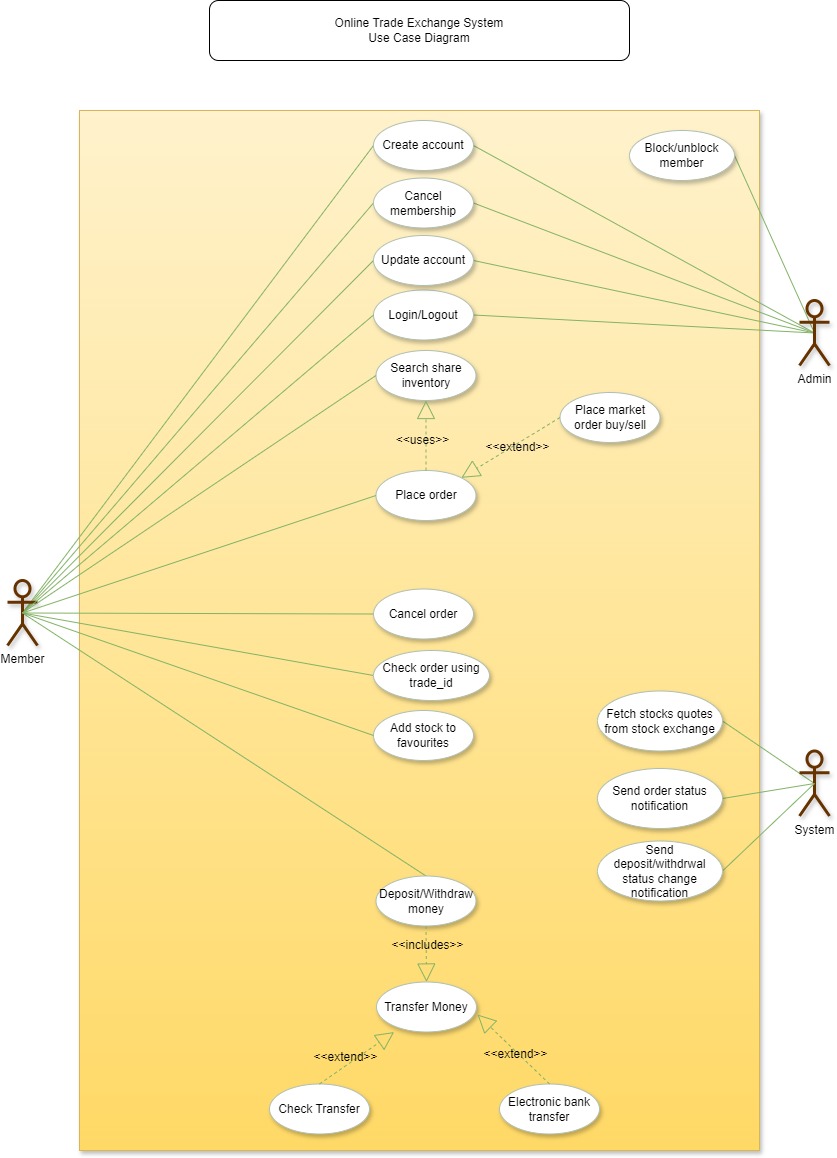 Online Trade Exchange System
Use Case Diagram
Create account
Block/unblock
member
Cancel
membership
Update account
Login/Logout
Search share
inventory
Admin
Place market
order buy/sell
<<uses>>
<<extend>>
Place order
Cancel order
Member
Check order using
trade_id
Add stock to
favourites
Fetch stocks quotes
from stock exchange
Send order status
notification
System
Send
deposit/withdrwal
status change
notification
Deposit/Withdraw
money
<<includes>>
Transfer Money
<<extend>>
<<extend>>
Check Transfer
Electronic bank
transfer